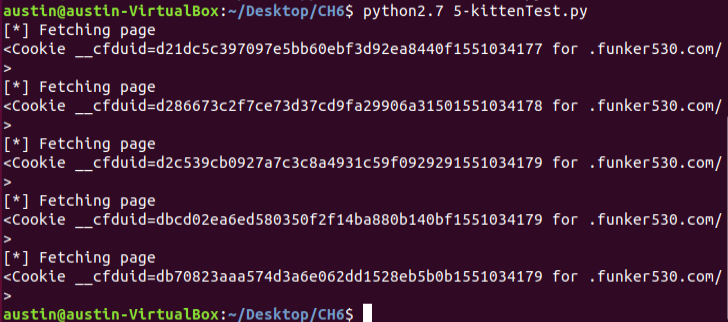 austin@austin-VirtualBox:~/Desktop/CH6$ python2.7 5-kittenTest.py
[*] Fetching page
<Cookie __cfduid=d21dc5c397097e5bb60ebf3d92ea8440f1551034177 for .funker530.com/
>
[*] Fetching page
<Cookie __cfduid=d286673c2f7ce73d37cd9fa29906a31501551034178 for .funker530.com/
>
[*] Fetching page
<Cookie __cfduid=d2c539cb0927a7c3c8a4931c59f0929291551034179 for .funker530.com/
>
[*] Fetching page
<Cookie __cfduid=dbcd02ea6ed580350f2f14ba880b140bf1551034179 for .funker530.com/
>
[*] Fetching page
<Cookie __cfduid=db70823aaa574d3a6e062dd1528eb5b0b1551034179 for .funker530.com/
>
austin@austin-VirtualBox:~/Desktop/CH6$